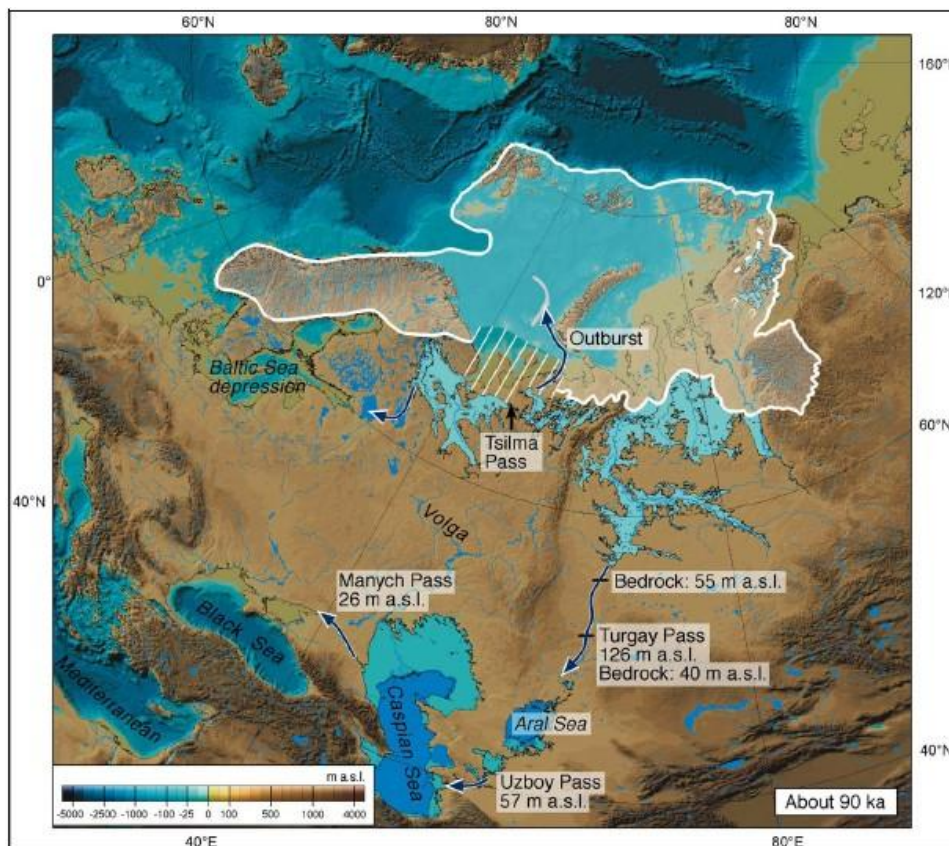 60°N
80°N
80°N
160°N
0°
120°N
Outburst
Baltic Sea
depression
Tsilma
Pass
60°N
40°N
Volga
Manych Pass
26 m a.s.l.
Bedrock: 55 m a.s.l.
Black Sea
Turgay Pass
126 m a.s.l.
Bedrock: 40 m a.s.l.
Mediterranean
Caspian Sea
Aral Sea
40°N
m a.s.l.
-5000 -2500 -1000 -100 -25 0 100 500 1000 4000
Uzboy Pass
57 m a.s.l.
About 90 ka
40°E
80°E